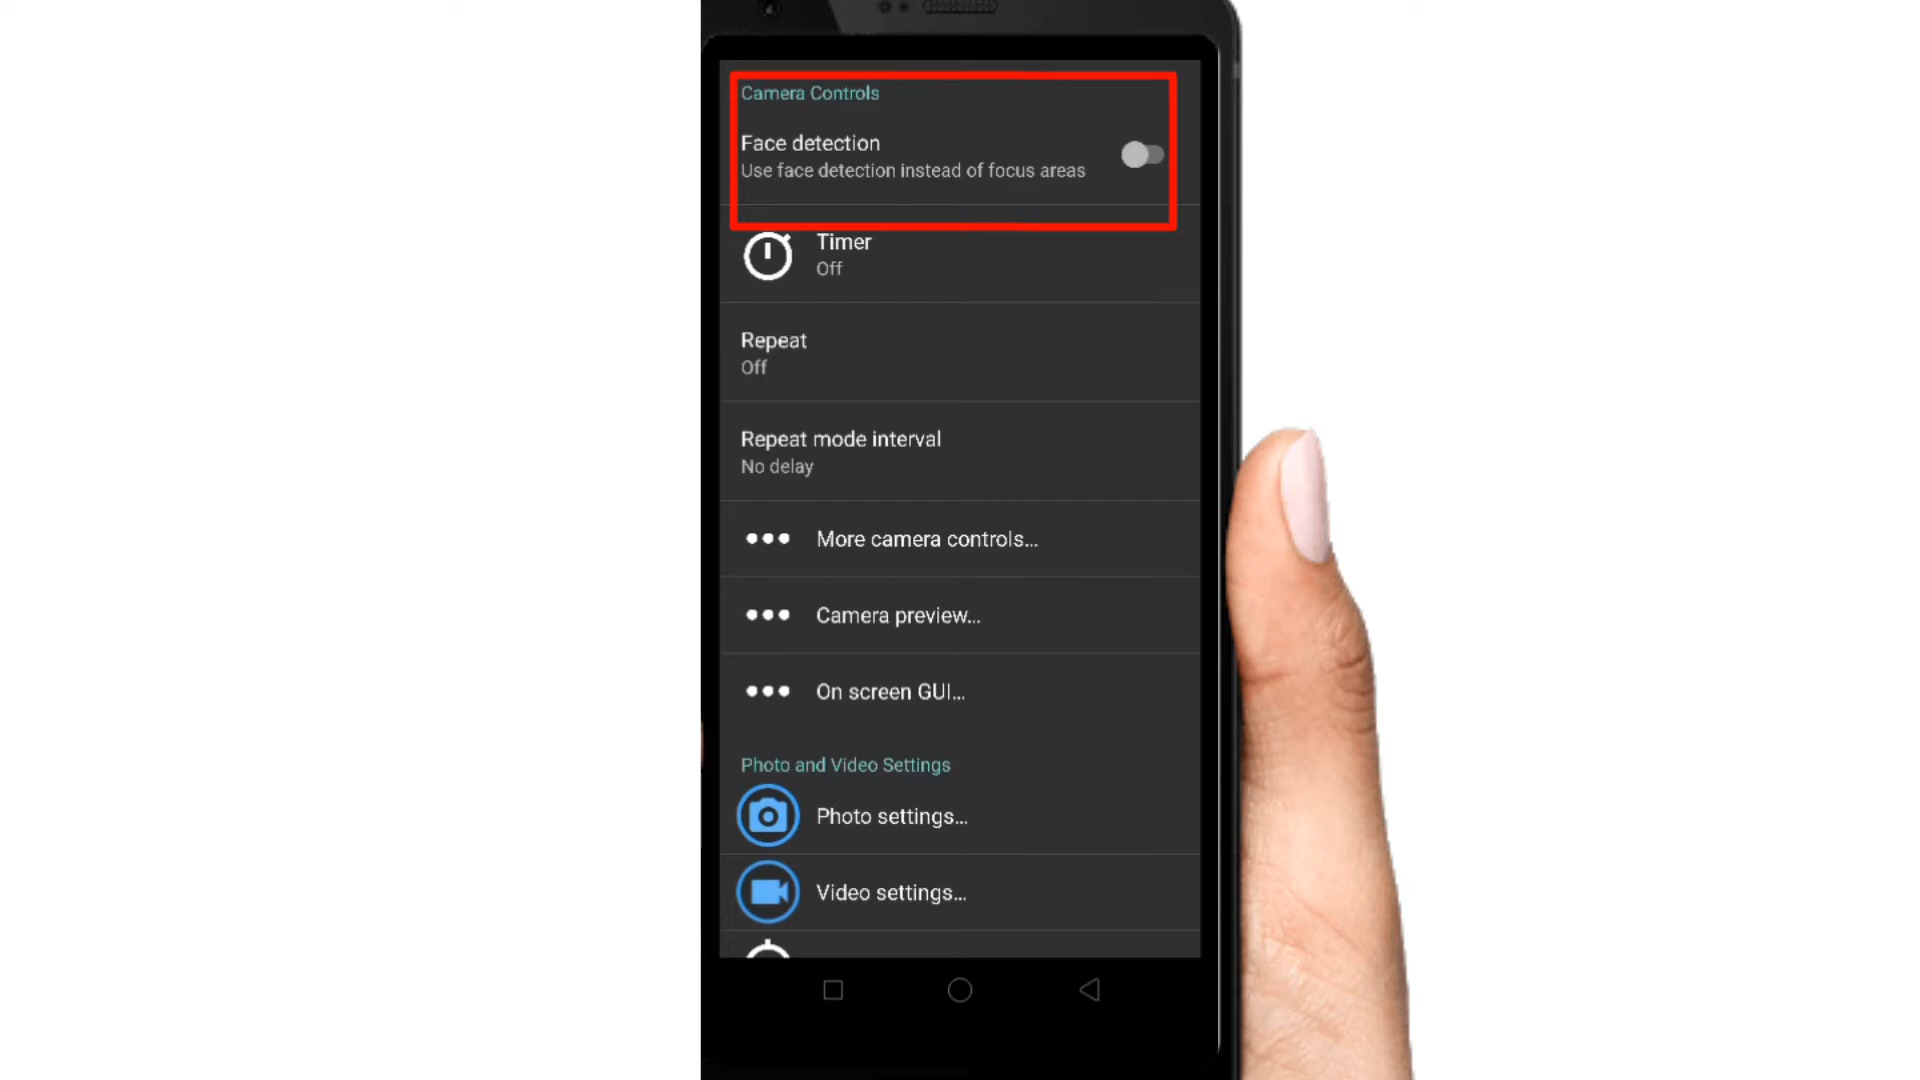 Camera Controls
Face detection
Use face detection instead of focus areas
Timer
Off
Repeat
Off
Repeat mode interval
No delay
More camera controls...
Camera preview...
On screen GUI...
Photo and Video Settings
Photo settings...
Video settings...